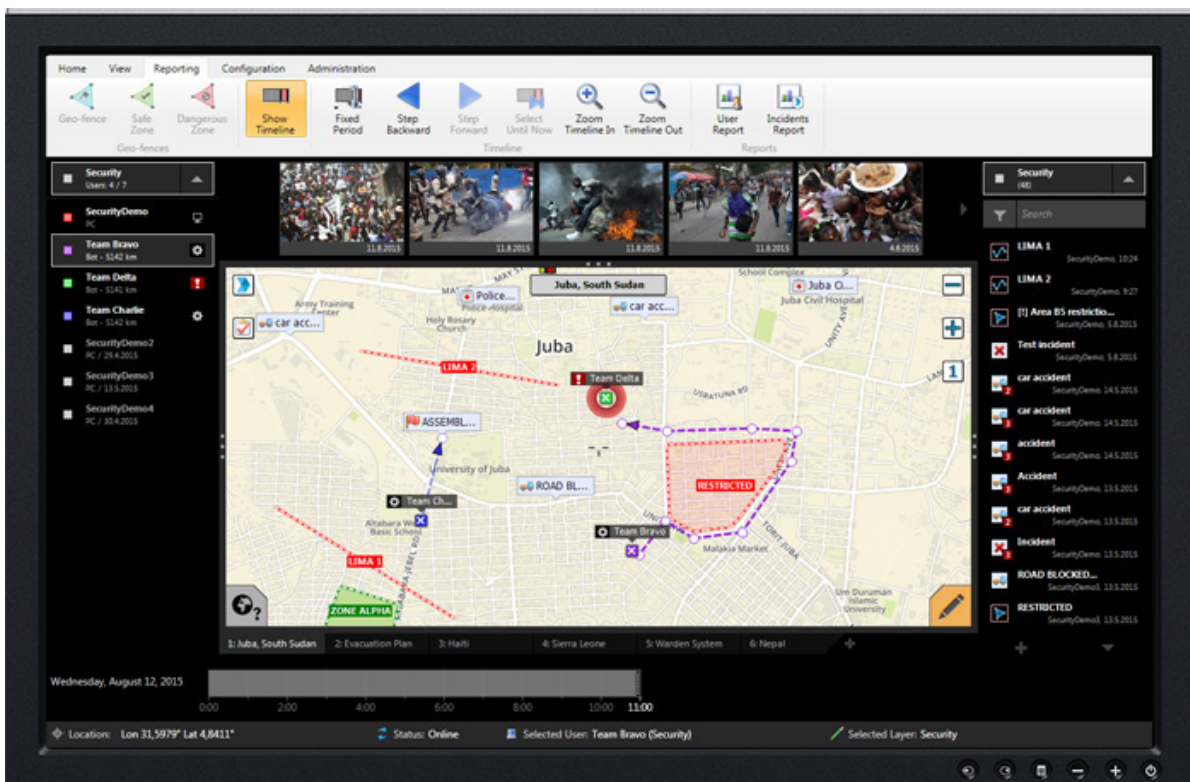 Home View Reporting Configuration Administration
Geo-fence
Safe Zone
Dangerous Zone
Show Timeline
Fixed Period
Step Backward
Step Forward
Select Until Now
Zoom Timeline In
Zoom Timeline Out
User Report
Incidents Report
Geo-fences
Timeline
Reports
Security
Users: 4 / 7
SecurityDemo
PC
Team Bravo
Bot - 5142 km
Team Delta
Bot - 5141 km
Team Charlie
Bot - 5142 km
SecurityDemo2
PC / 29.4.2015
SecurityDemo3
PC / 13.5.2015
SecurityDemo4
PC / 30.4.2015
11.8.2015
11.8.2015
11.8.2015
11.8.2015
4.8.2015
Juba, South Sudan
School Complex
MAY ST
Army Training Center
Police...
Police Hospital
car acc...
car acc...
Juba Ci...
Juba Civil Hospital
Holy Rosary Church
UNITY AVE
Juba
LIMA 2
Team Delta
USRATUNA RD
1
ASSEMBL...
University of Juba
ROAD BL...
RESTRICTED
Team Ch...
Team Bravo
Basic School
Malakia Market
TORIT JUBA
LIMA 1
ZONE ALPHA
Um Duruman Islamic University
?
1: Juba, South Sudan
2: Evacuation Plan
3: Haiti
4: Sierra Leone
5: Warden System
6: Nepal
Security
(48)
Search
LIMA 1
SecurityDemo, 10:24
LIMA 2
SecurityDemo, 9:27
[!] Area B5 restrictio...
SecurityDemo, 5.8.2015
Test incident
SecurityDemo, 5.8.2015
car accident
SecurityDemo, 14.5.2015
car accident
SecurityDemo, 14.5.2015
accident
SecurityDemo, 14.5.2015
Accident
SecurityDemo, 13.5.2015
car accident
SecurityDemo, 13.5.2015
Incident
SecurityDemo, 13.5.2015
ROAD BLOCKED...
SecurityDemo3, 13.5.2015
RESTRICTED
SecurityDemo3, 13.5.2015
Wednesday, August 12, 2015
0:00 2:00 4:00 6:00 8:00 10:00 11:00
Location: Lon 31,5979° Lat 4,8411°
Status: Online
Selected User: Team Bravo (Security)
Selected Layer: Security